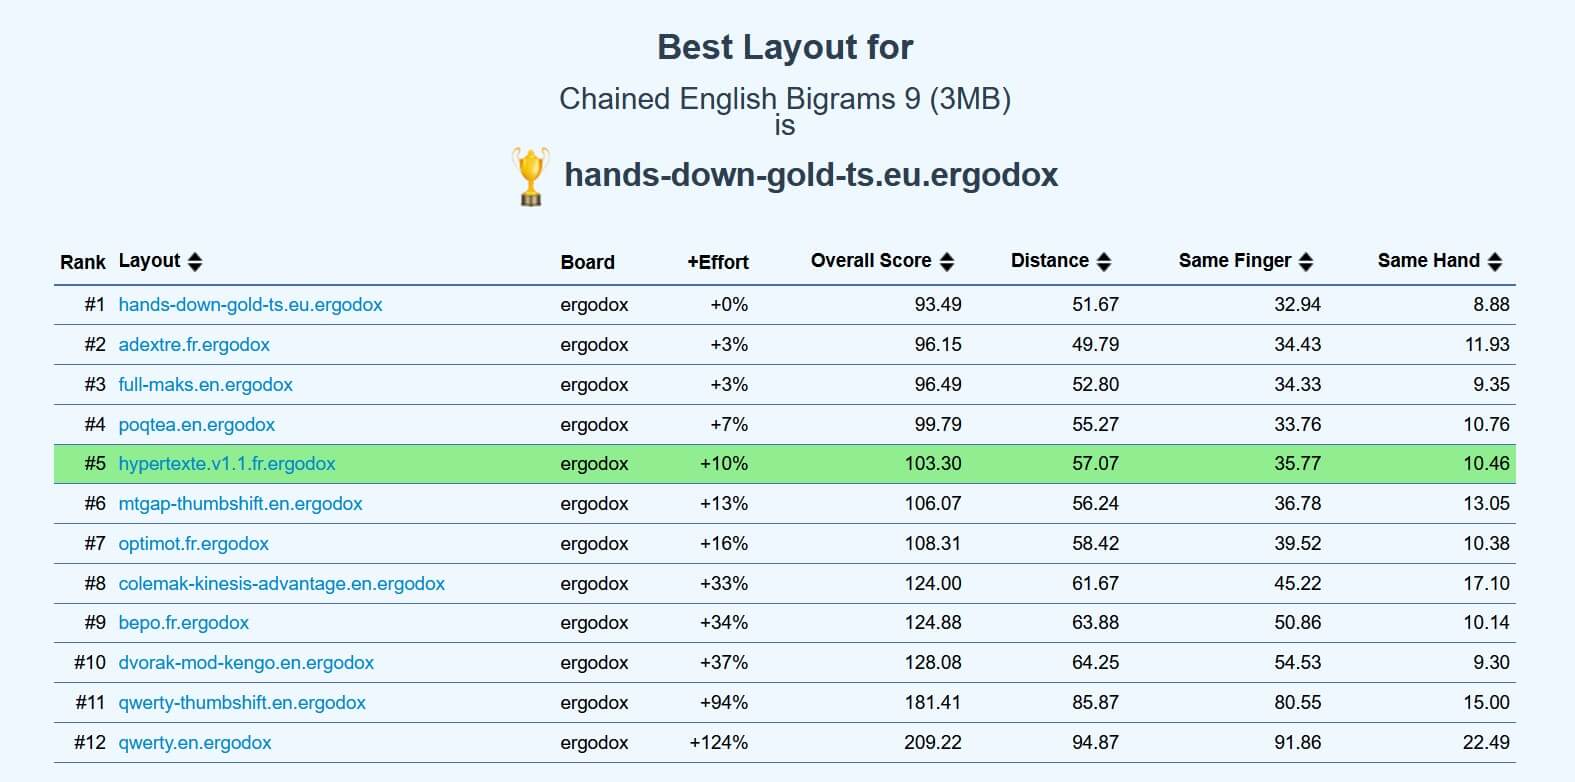 Best Layout for
Chained English Bigrams 9 (3MB)
is
hands-down-gold-ts.eu.ergodox
Rank Layout Board +Effort Overall Score Distance Same Finger Same Hand
#1 hands-down-gold-ts.eu.ergodox ergodox +0% 93.49 51.67 32.94 8.88
#2 adextre.fr.ergodox ergodox +3% 96.15 49.79 34.43 11.93
#3 full-maks.en.ergodox ergodox +3% 96.49 52.80 34.33 9.35
#4 poqtea.en.ergodox ergodox +7% 99.79 55.27 33.76 10.76
#5 hypertexte.v1.1.fr.ergodox ergodox +10% 103.30 57.07 35.77 10.46
#6 mtgap-thumbshift.en.ergodox ergodox +13% 106.07 56.24 36.78 13.05
#7 optimot.fr.ergodox ergodox +16% 108.31 58.42 39.52 10.38
#8 colemak-kinesis-advantage.en.ergodox ergodox +33% 124.00 61.67 45.22 17.10
#9 bepo.fr.ergodox ergodox +34% 124.88 63.88 50.86 10.14
#10 dvorak-mod-kengo.en.ergodox ergodox +37% 128.08 64.25 54.53 9.30
#11 qwerty-thumbshift.en.ergodox ergodox +94% 181.41 85.87 80.55 15.00
#12 qwerty.en.ergodox ergodox +124% 209.22 94.87 91.86 22.49